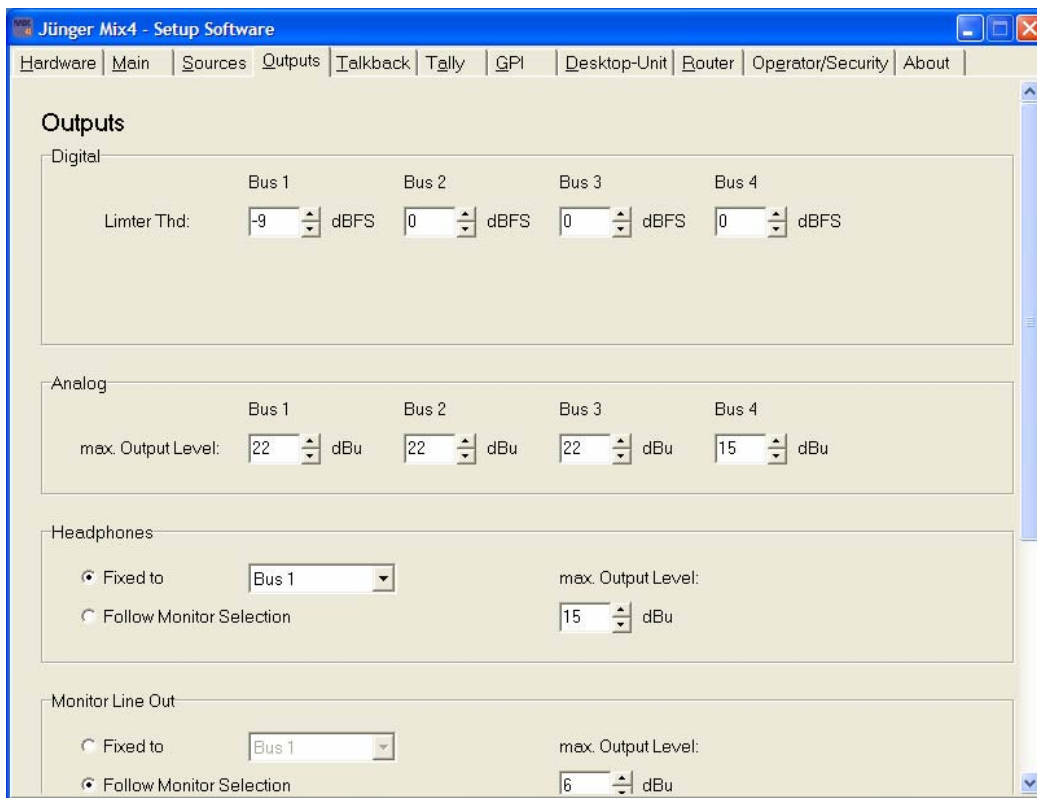 Jünger Mix4 - Setup Software
Hardware Main Sources Outputs Talkback Tally GPI Desktop-Unit Router Operator/Security About
Outputs
Digital
Bus 1 Bus 2 Bus 3 Bus 4
Limter Thd: -9 dBFS 0 dBFS 0 dBFS 0 dBFS
Analog
Bus 1 Bus 2 Bus 3 Bus 4
max. Output Level: 22 dBu 22 dBu 22 dBu 15 dBu
Headphones
Fixed to Bus 1 max. Output Level:
Follow Monitor Selection 15 dBu
Monitor Line Out
Fixed to Bus 1 max. Output Level:
Follow Monitor Selection 6 dBu